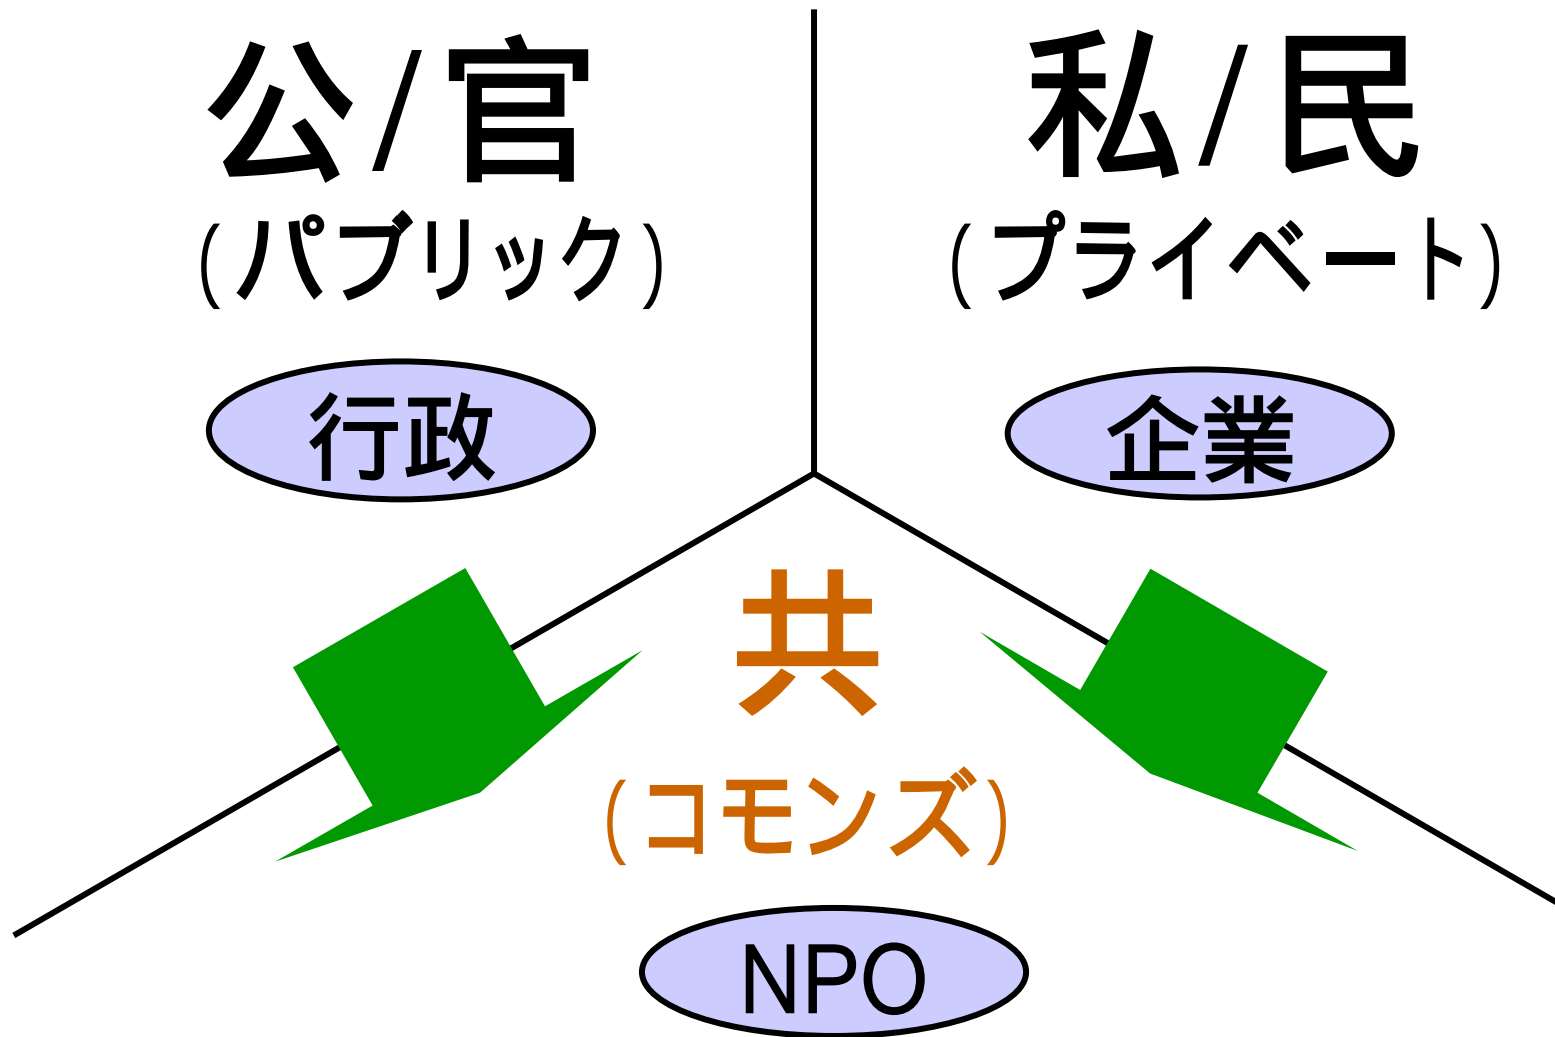 公/官
(パブリック)
行政
私/民
(プライベート)
企業
共
(コモンズ)
NPO